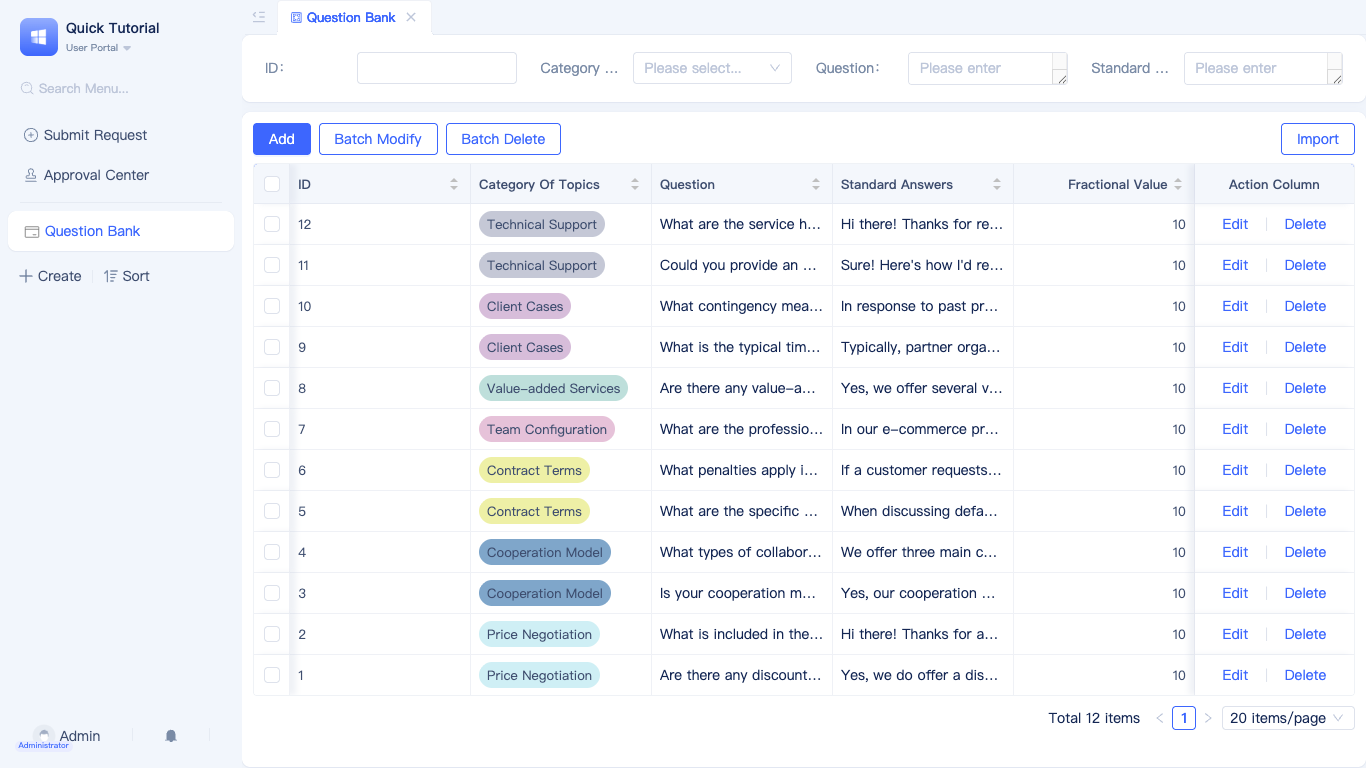 Quick Tutorial
User Portal
Search Menu...
Submit Request
Approval Center
Question Bank
Create
Sort
Admin
Administrator
Question Bank
ID:
Category ...
Please select...
Question:
Please enter
Standard ...
Please enter
Add
Batch Modify
Batch Delete
Import
ID Category Of Topics Question Standard Answers Fractional Value Action Column
12 Technical Support What are the service h... Hi there! Thanks for re... 10 Edit Delete
11 Technical Support Could you provide an ... Sure! Here's how I'd re... 10 Edit Delete
10 Client Cases What contingency mea... In response to past pr... 10 Edit Delete
9 Client Cases What is the typical tim... Typically, partner orga... 10 Edit Delete
8 Value-added Services Are there any value-a... Yes, we offer several v... 10 Edit Delete
7 Team Configuration What are the professio... In our e-commerce pr... 10 Edit Delete
6 Contract Terms What penalties apply i... If a customer requests... 10 Edit Delete
5 Contract Terms What are the specific ... When discussing defa... 10 Edit Delete
4 Cooperation Model What types of collabor... We offer three main c... 10 Edit Delete
3 Cooperation Model Is your cooperation m... Yes, our cooperation ... 10 Edit Delete
2 Price Negotiation What is included in the... Hi there! Thanks for a... 10 Edit Delete
1 Price Negotiation Are there any discount... Yes, we do offer a dis... 10 Edit Delete
Total 12 items 1 20 items/page